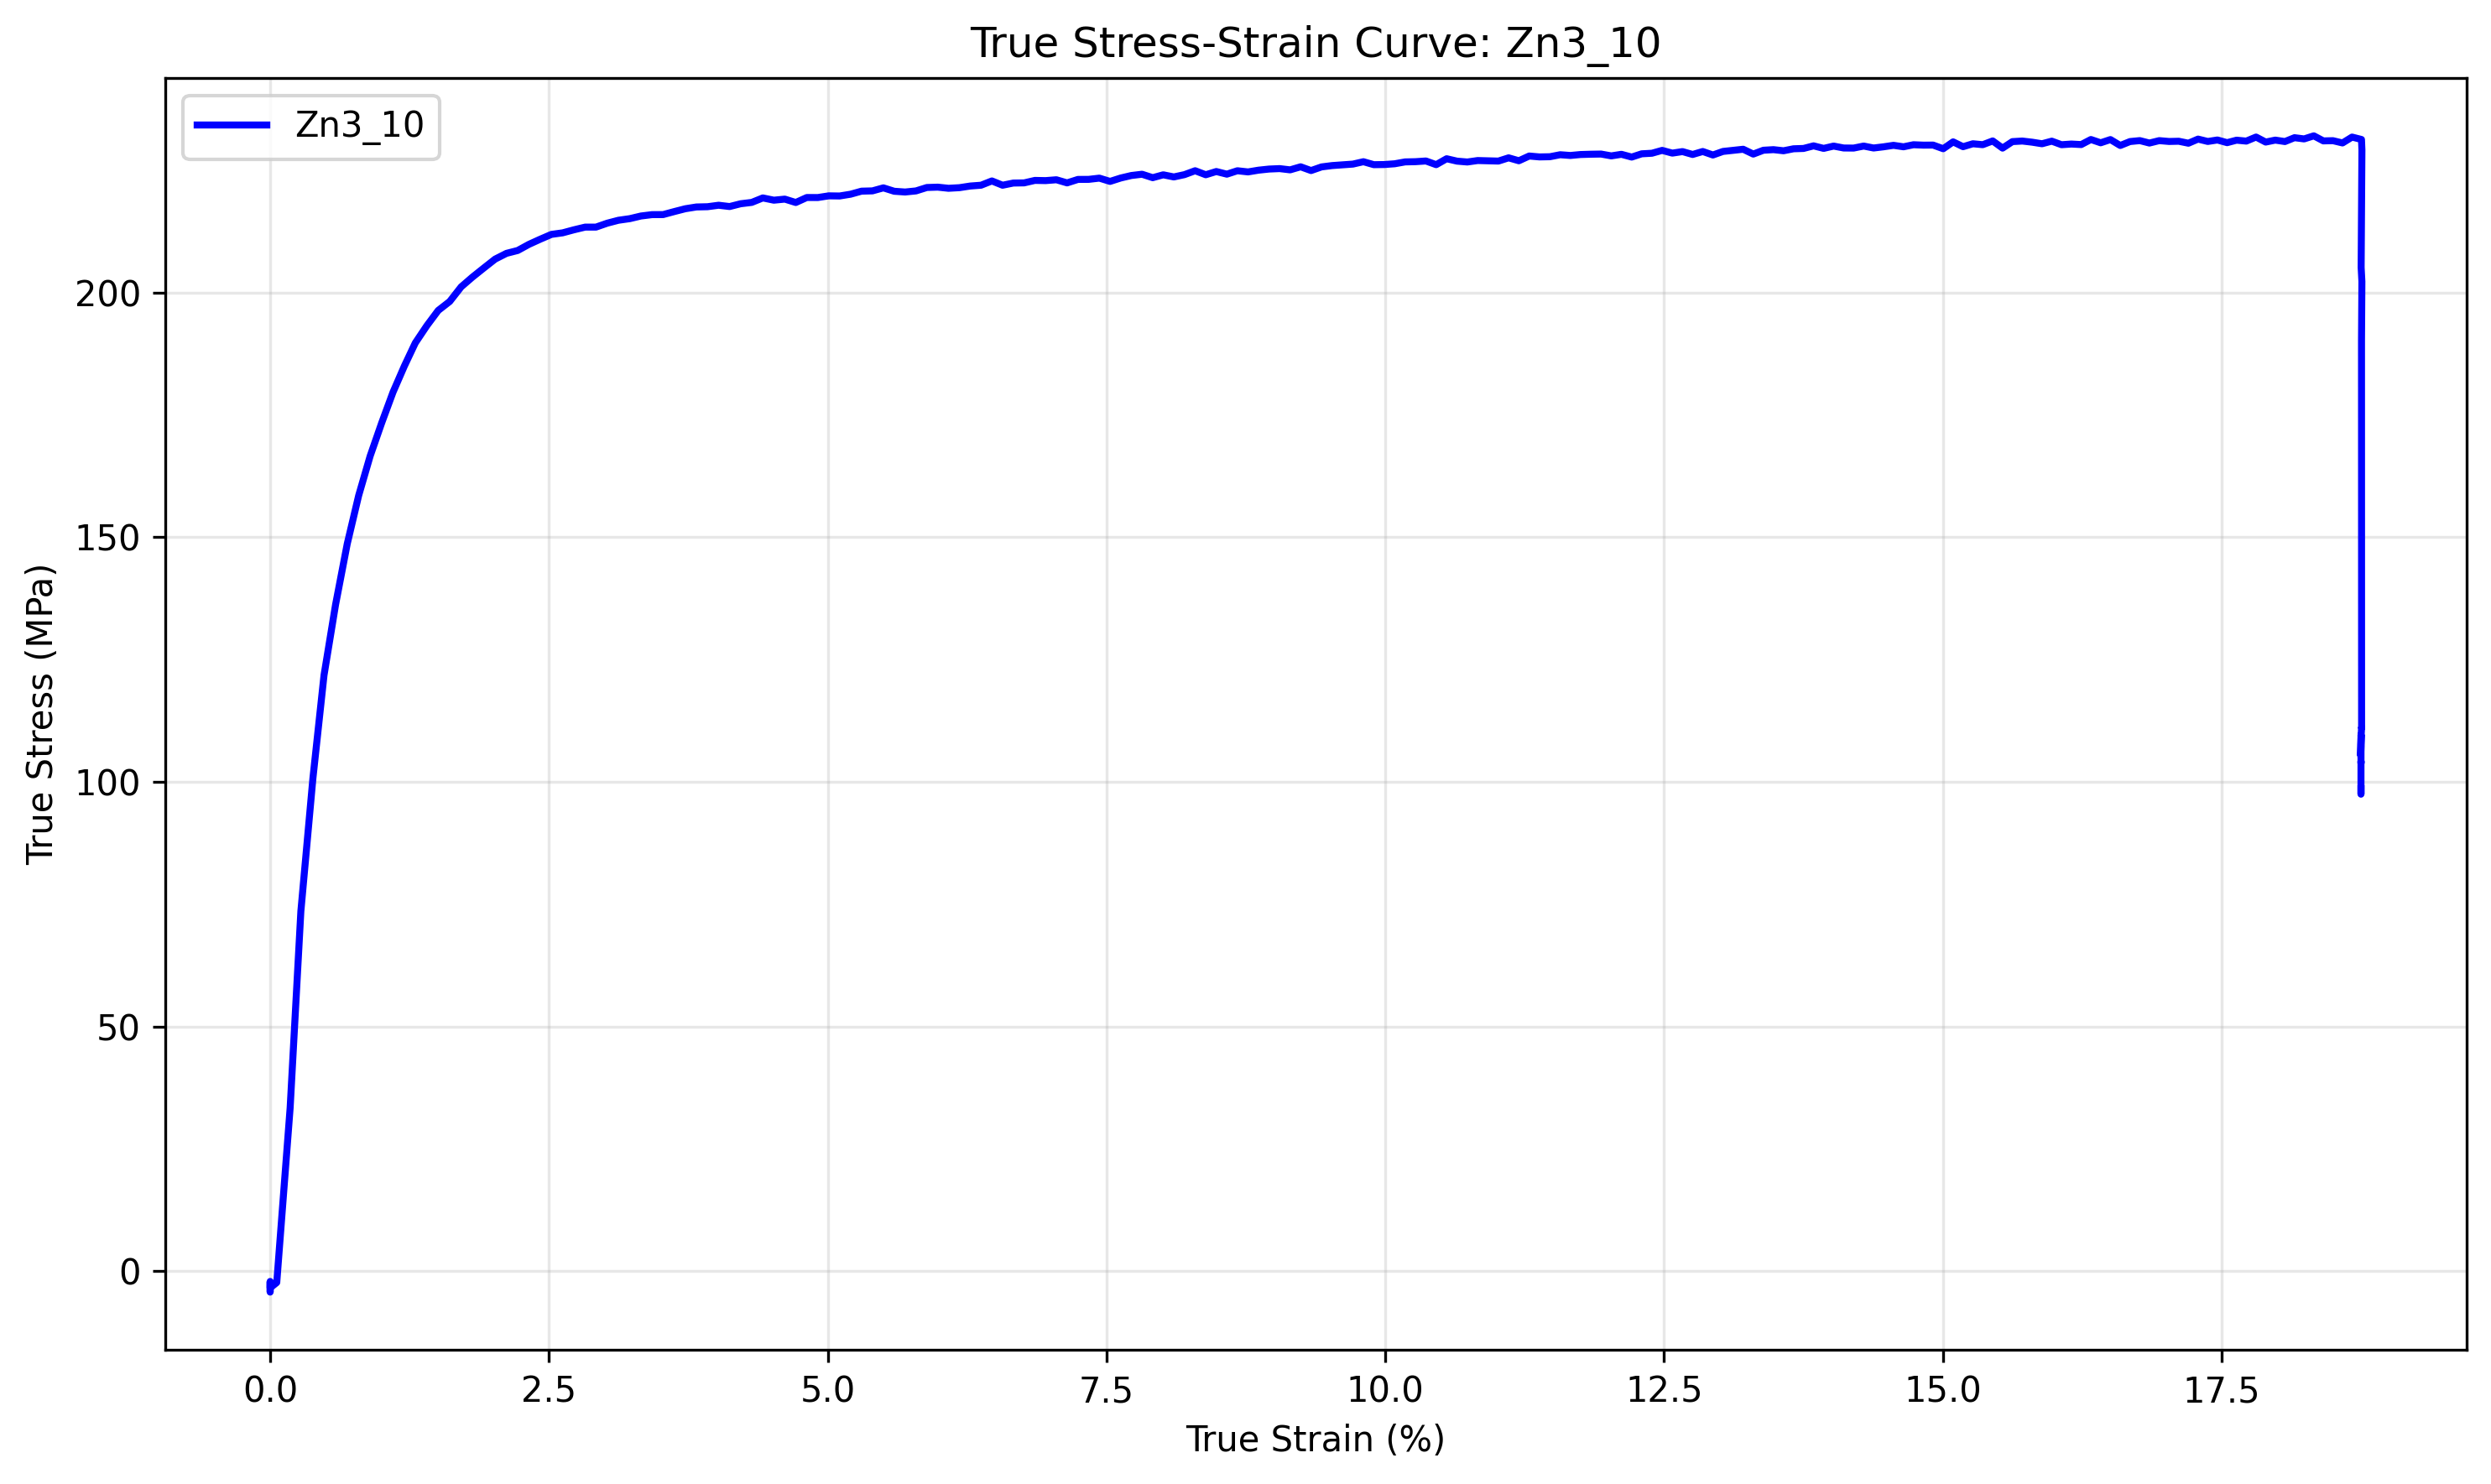 True Stress-Strain Curve: Zn3_10
Zn3_10
True Stress (MPa)
200
150
100
50
0
0.0 2.5 5.0 7.5 10.0 12.5 15.0 17.5
True Strain (%)